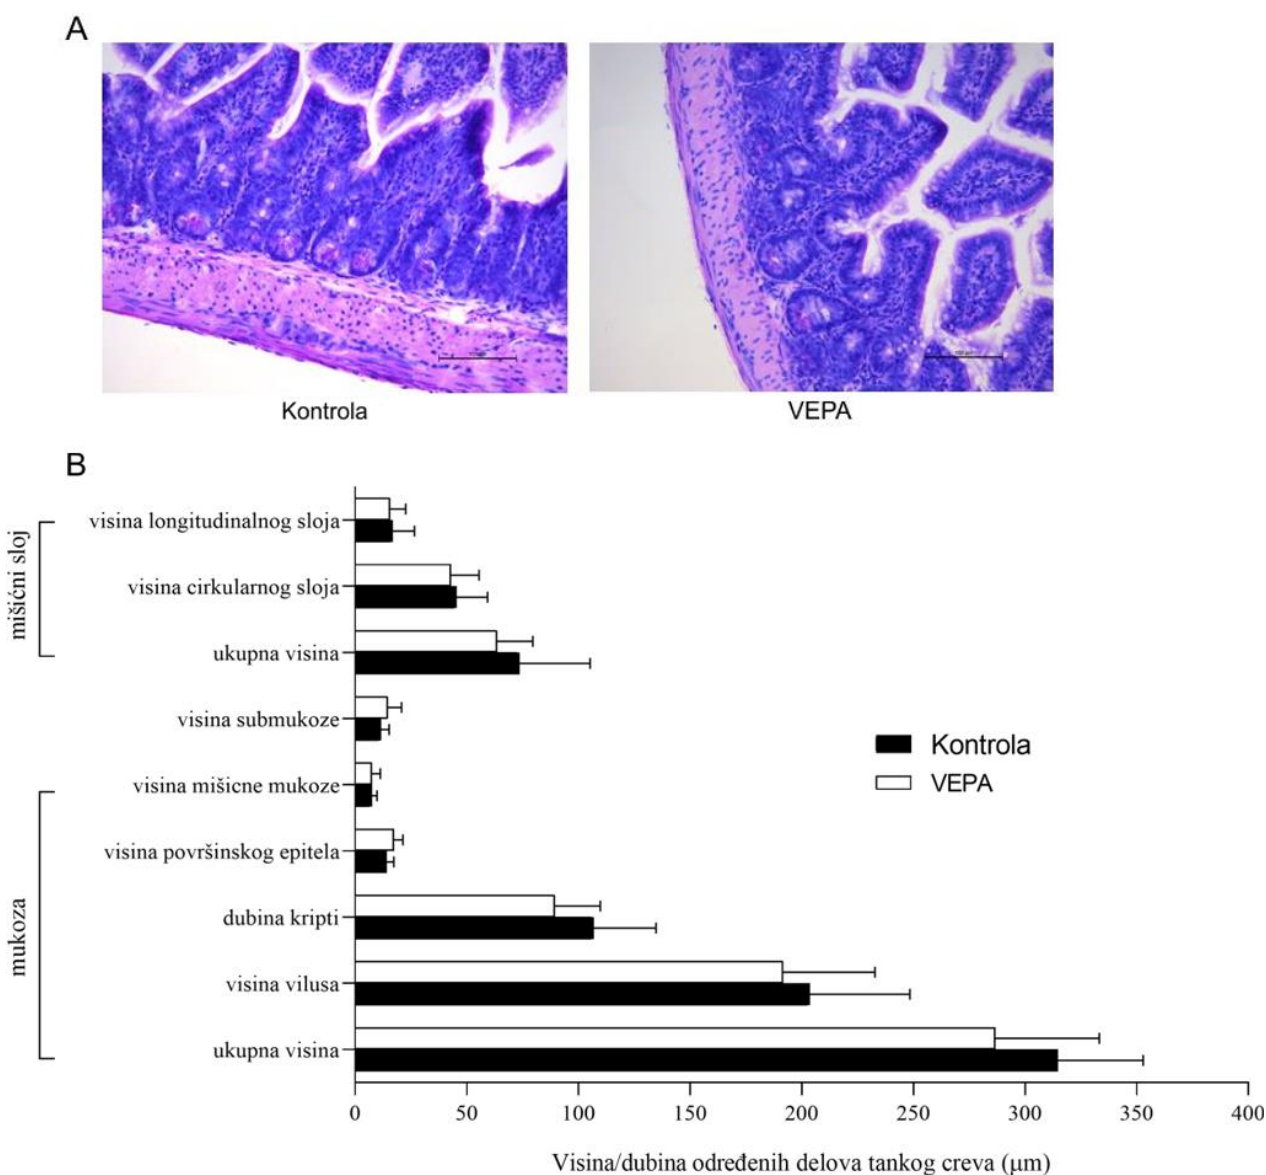 A
Kontrola
VEPA
B
mišićni sloj
visina longitudinalnog sloja
visina cirkularnog sloja
ukupna visina
visina submukoze
mukoza
visina mišicne mukoze
visina površinskog epitela
dubina kripti
visina vilusa
ukupna visina
Kontrola
VEPA
0 50 100 150 200 250 300 350 400
Visina/dubina određenih delova tankog creva (μm)